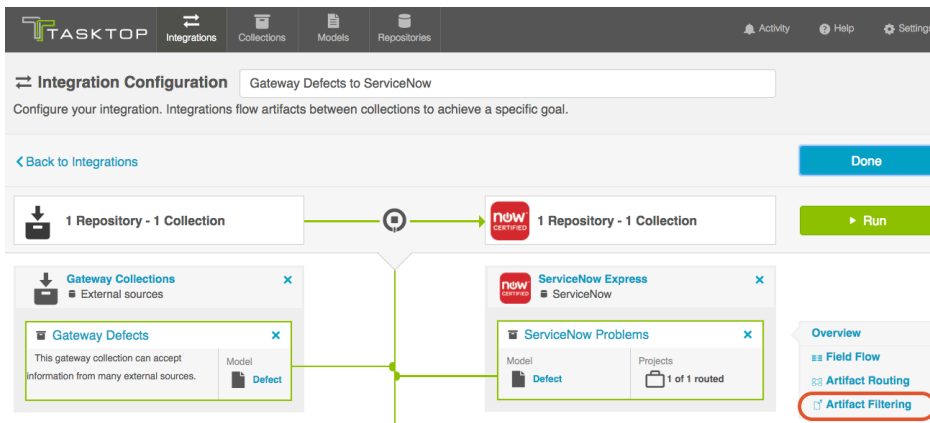 TASKTOP
Integrations
Collections
Models
Repositories
Activity
Help
Settings
Integration Configuration
Gateway Defects to ServiceNow
Configure your integration. Integrations flow artifacts between collections to achieve a specific goal.
Back to Integrations
Done
1 Repository - 1 Collection
now
CERTIFIED
1 Repository - 1 Collection
Run
Gateway Collections
External sources
now
CERTIFIED
ServiceNow Express
ServiceNow
Gateway Defects
This gateway collection can accept
information from many external sources.
Model
Defect
ServiceNow Problems
Model
Defect
Projects
1 of 1 routed
Overview
Field Flow
Artifact Routing
Artifact Filtering